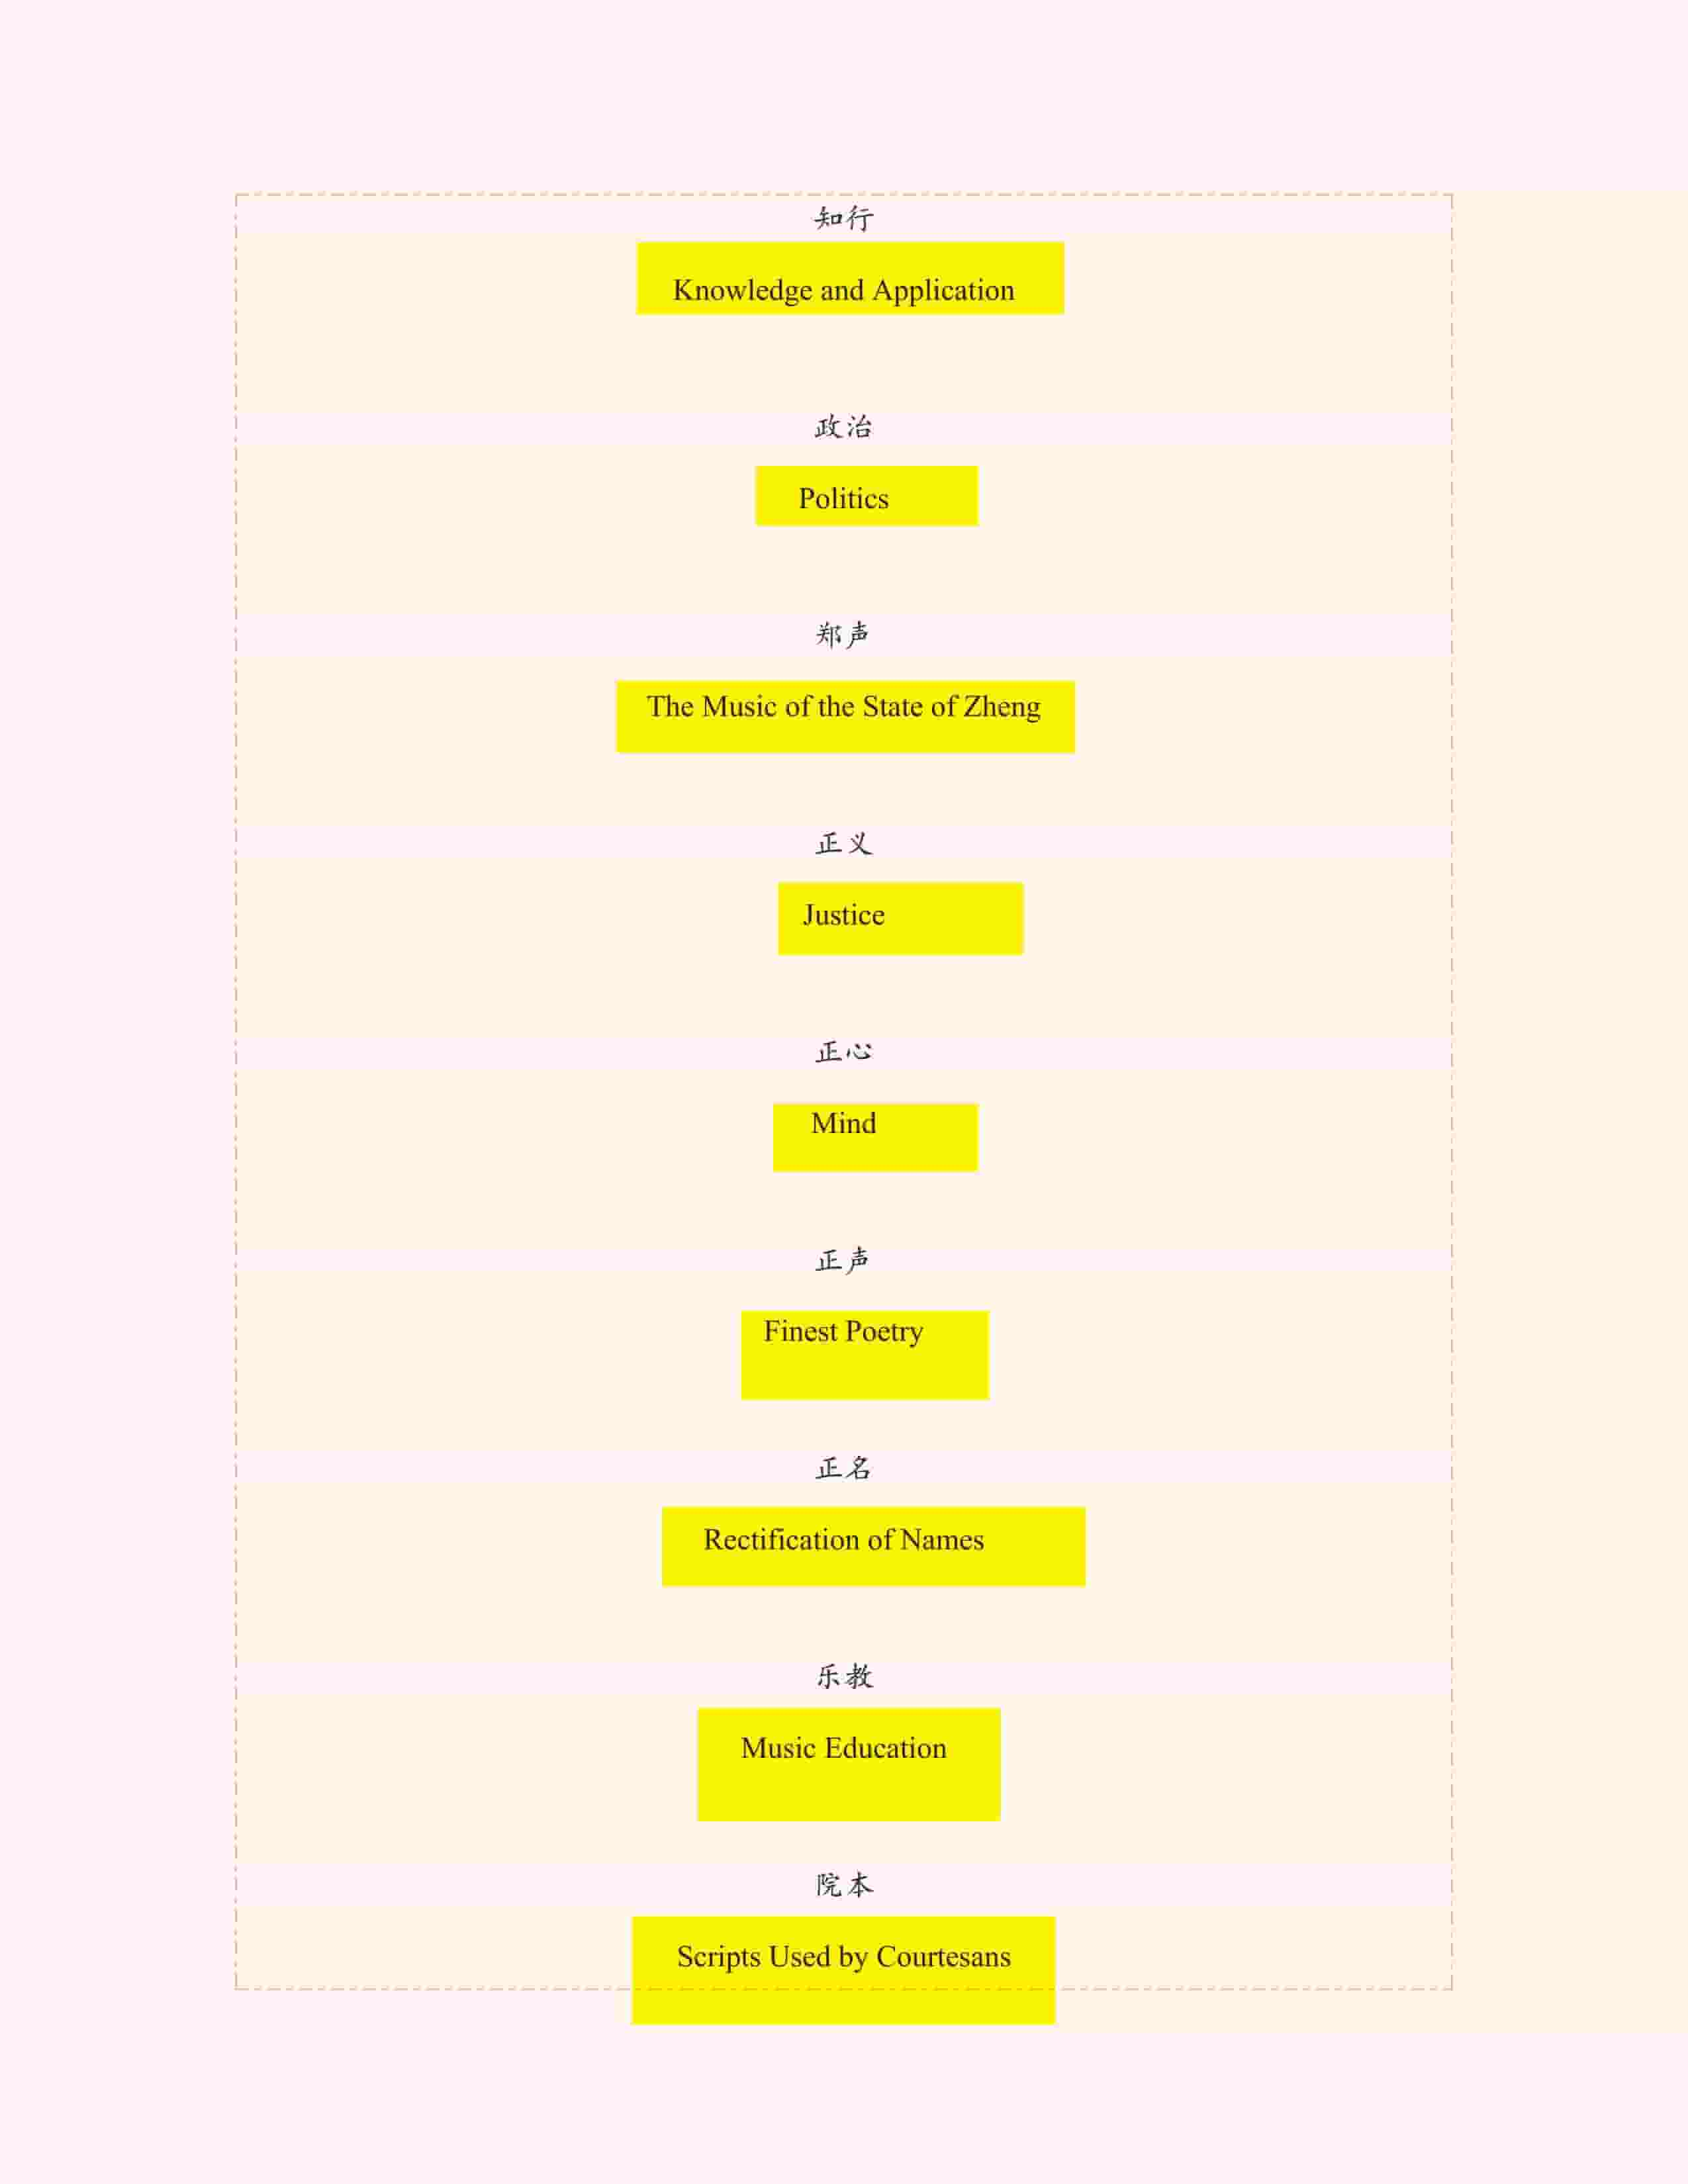 知行
Knowledge and Application
政治
Politics
郑声
The Music of the State of Zheng
正义
Justice
正心
Mind
正声
Finest Poetry
正名
Rectification of Names
乐教
Music Education
院本
Scripts Used by Courtesans